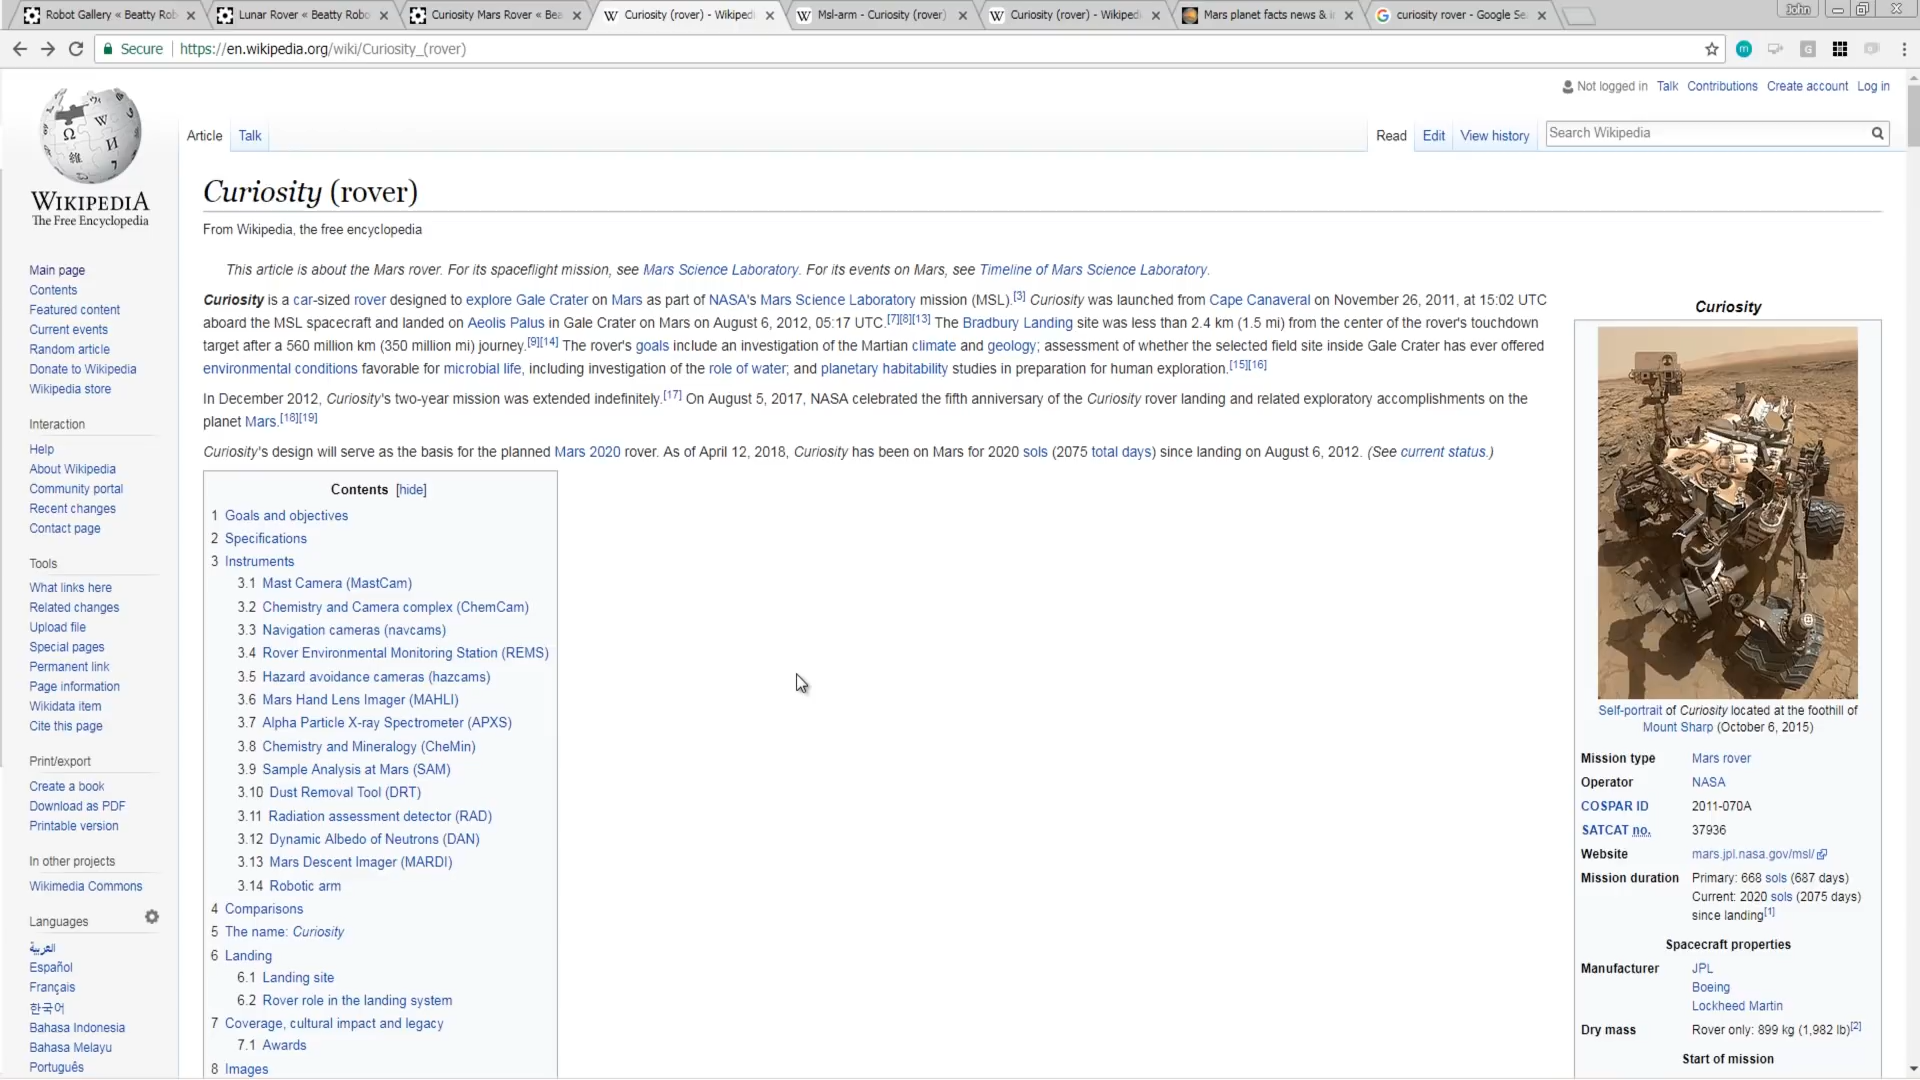 Robot Gallery « Beatty Rob
Lunar Rover « Beatty Robo
Curiosity Mars Rover « Bea
Curiosity (rover) - Wikiped
Msl-arm - Curiosity (rover)
Curiosity (rover) - Wikiped
Mars planet facts news & i
curiosity rover - Google Se
John
Secure
https://en.wikipedia.org/wiki/Curiosity_(rover)
Not logged in Talk Contributions Create account Log in
WIKIPEDIA
The Free Encyclopedia
Main page
Contents
Featured content
Current events
Random article
Donate to Wikipedia
Wikipedia store
Interaction
Help
About Wikipedia
Community portal
Recent changes
Contact page
Tools
What links here
Related changes
Upload file
Special pages
Permanent link
Page information
Wikidata item
Cite this page
Print/export
Create a book
Download as PDF
Printable version
In other projects
Wikimedia Commons
Languages
العربية
Español
Français
한국어
Bahasa Indonesia
Bahasa Melayu
Português
Article Talk
Read Edit View history
Search Wikipedia
Curiosity (rover)
From Wikipedia, the free encyclopedia
This article is about the Mars rover. For its spaceflight mission, see Mars Science Laboratory. For its events on Mars, see Timeline of Mars Science Laboratory.
Curiosity is a car-sized rover designed to explore Gale Crater on Mars as part of NASA's Mars Science Laboratory mission (MSL).[3] Curiosity was launched from Cape Canaveral on November 26, 2011, at 15:02 UTC
aboard the MSL spacecraft and landed on Aeolis Palus in Gale Crater on Mars on August 6, 2012, 05:17 UTC.[7][8][13] The Bradbury Landing site was less than 2.4 km (1.5 mi) from the center of the rover's touchdown
target after a 560 million km (350 million mi) journey.[9][14] The rover's goals include an investigation of the Martian climate and geology; assessment of whether the selected field site inside Gale Crater has ever offered
environmental conditions favorable for microbial life, including investigation of the role of water; and planetary habitability studies in preparation for human exploration.[15][16]
In December 2012, Curiosity's two-year mission was extended indefinitely.[17] On August 5, 2017, NASA celebrated the fifth anniversary of the Curiosity rover landing and related exploratory accomplishments on the
planet Mars.[18][19]
Curiosity's design will serve as the basis for the planned Mars 2020 rover. As of April 12, 2018, Curiosity has been on Mars for 2020 sols (2075 total days) since landing on August 6, 2012. (See current status.)
Contents [hide]
1 Goals and objectives
2 Specifications
3 Instruments
3.1 Mast Camera (MastCam)
3.2 Chemistry and Camera complex (ChemCam)
3.3 Navigation cameras (navcams)
3.4 Rover Environmental Monitoring Station (REMS)
3.5 Hazard avoidance cameras (hazcams)
3.6 Mars Hand Lens Imager (MAHLI)
3.7 Alpha Particle X-ray Spectrometer (APXS)
3.8 Chemistry and Mineralogy (CheMin)
3.9 Sample Analysis at Mars (SAM)
3.10 Dust Removal Tool (DRT)
3.11 Radiation assessment detector (RAD)
3.12 Dynamic Albedo of Neutrons (DAN)
3.13 Mars Descent Imager (MARDI)
3.14 Robotic arm
4 Comparisons
5 The name: Curiosity
6 Landing
6.1 Landing site
6.2 Rover role in the landing system
7 Coverage, cultural impact and legacy
7.1 Awards
8 Images
Curiosity
Self-portrait of Curiosity located at the foothill of
Mount Sharp (October 6, 2015)
Mission type Mars rover
Operator NASA
COSPAR ID 2011-070A
SATCAT no. 37936
Website mars.jpl.nasa.gov/msl/
Mission duration Primary: 668 sols (687 days)
Current: 2020 sols (2075 days)
since landing[1]
Spacecraft properties
Manufacturer JPL
Boeing
Lockheed Martin
Dry mass Rover only: 899 kg (1,982 lb)[2]
Start of mission